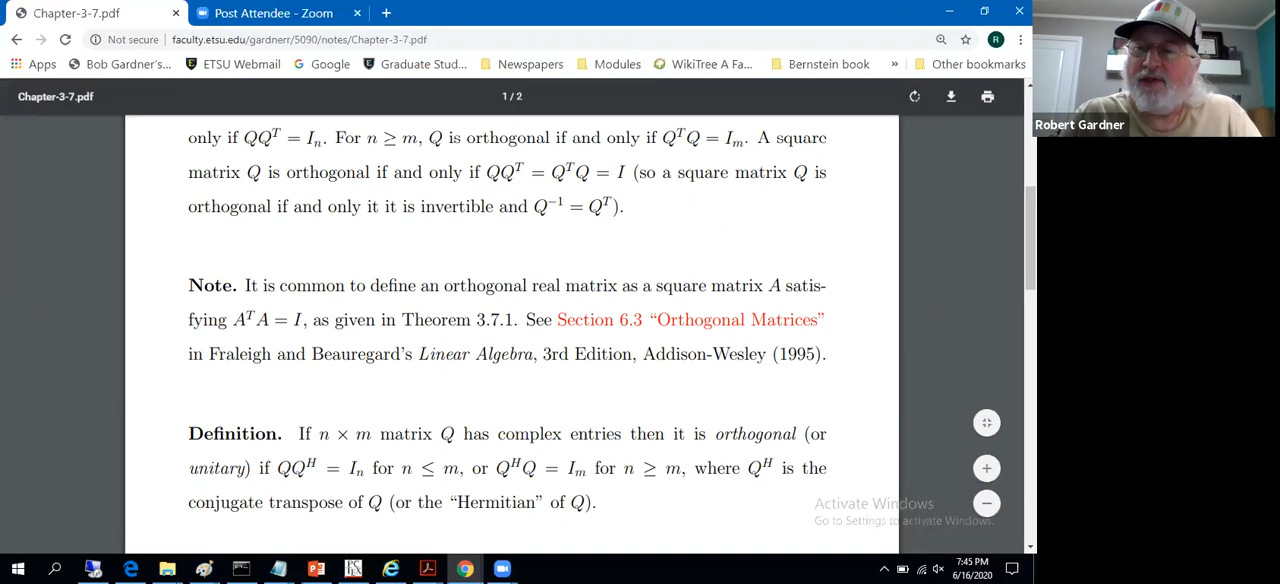 Chapter-3-7.pdf
Post Attendee - Zoom
Not secure
faculty.etsu.edu/gardnerr/5090/notes/Chapter-3-7.pdf
R
Apps
Bob Gardner's...
ETSU Webmail
Google
Graduate Stud...
Newspapers
Modules
WikiTree A Fa...
Bernstein book
»
Other bookmarks
Chapter-3-7.pdf
1 / 2
Robert Gardner
only if QQ^T = I_n. For n ≥ m, Q is orthogonal if and only if Q^TQ = I_m. A square
matrix Q is orthogonal if and only if QQ^T = Q^TQ = I (so a square matrix Q is
orthogonal if and only it it is invertible and Q^−1 = Q^T).
Note. It is common to define an orthogonal real matrix as a square matrix A satis-
fying A^TA = I, as given in Theorem 3.7.1. See Section 6.3 “Orthogonal Matrices”
in Fraleigh and Beauregard's Linear Algebra, 3rd Edition, Addison-Wesley (1995).
Definition. If n × m matrix Q has complex entries then it is orthogonal (or
unitary) if QQ^H = I_n for n ≤ m, or Q^HQ = I_m for n ≥ m, where Q^H is the
conjugate transpose of Q (or the “Hermitian” of Q).
Activate Windows
Go to Settings to activate Windows.
7:45 PM
6/16/2020